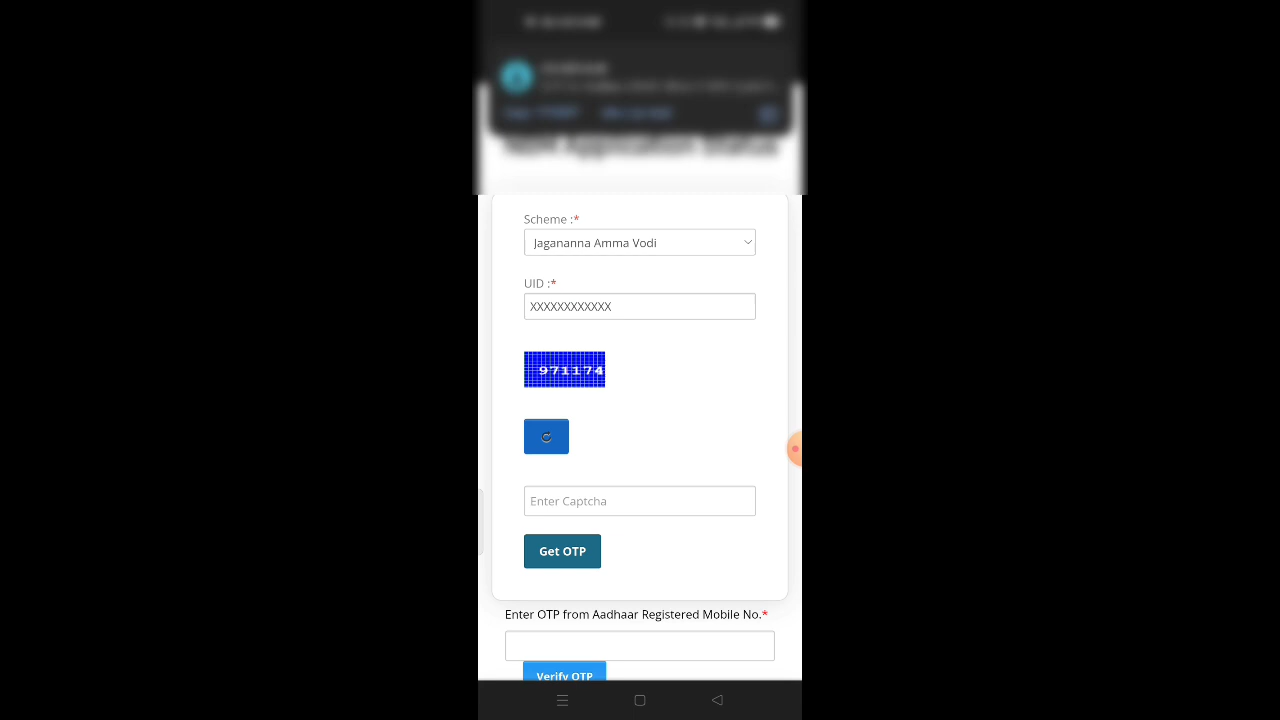 Scheme :*
Jagananna Amma Vodi
UID :*
XXXXXXXXXXXX
971174
Enter Captcha
Get OTP
Enter OTP from Aadhaar Registered Mobile No.*
Verify OTP